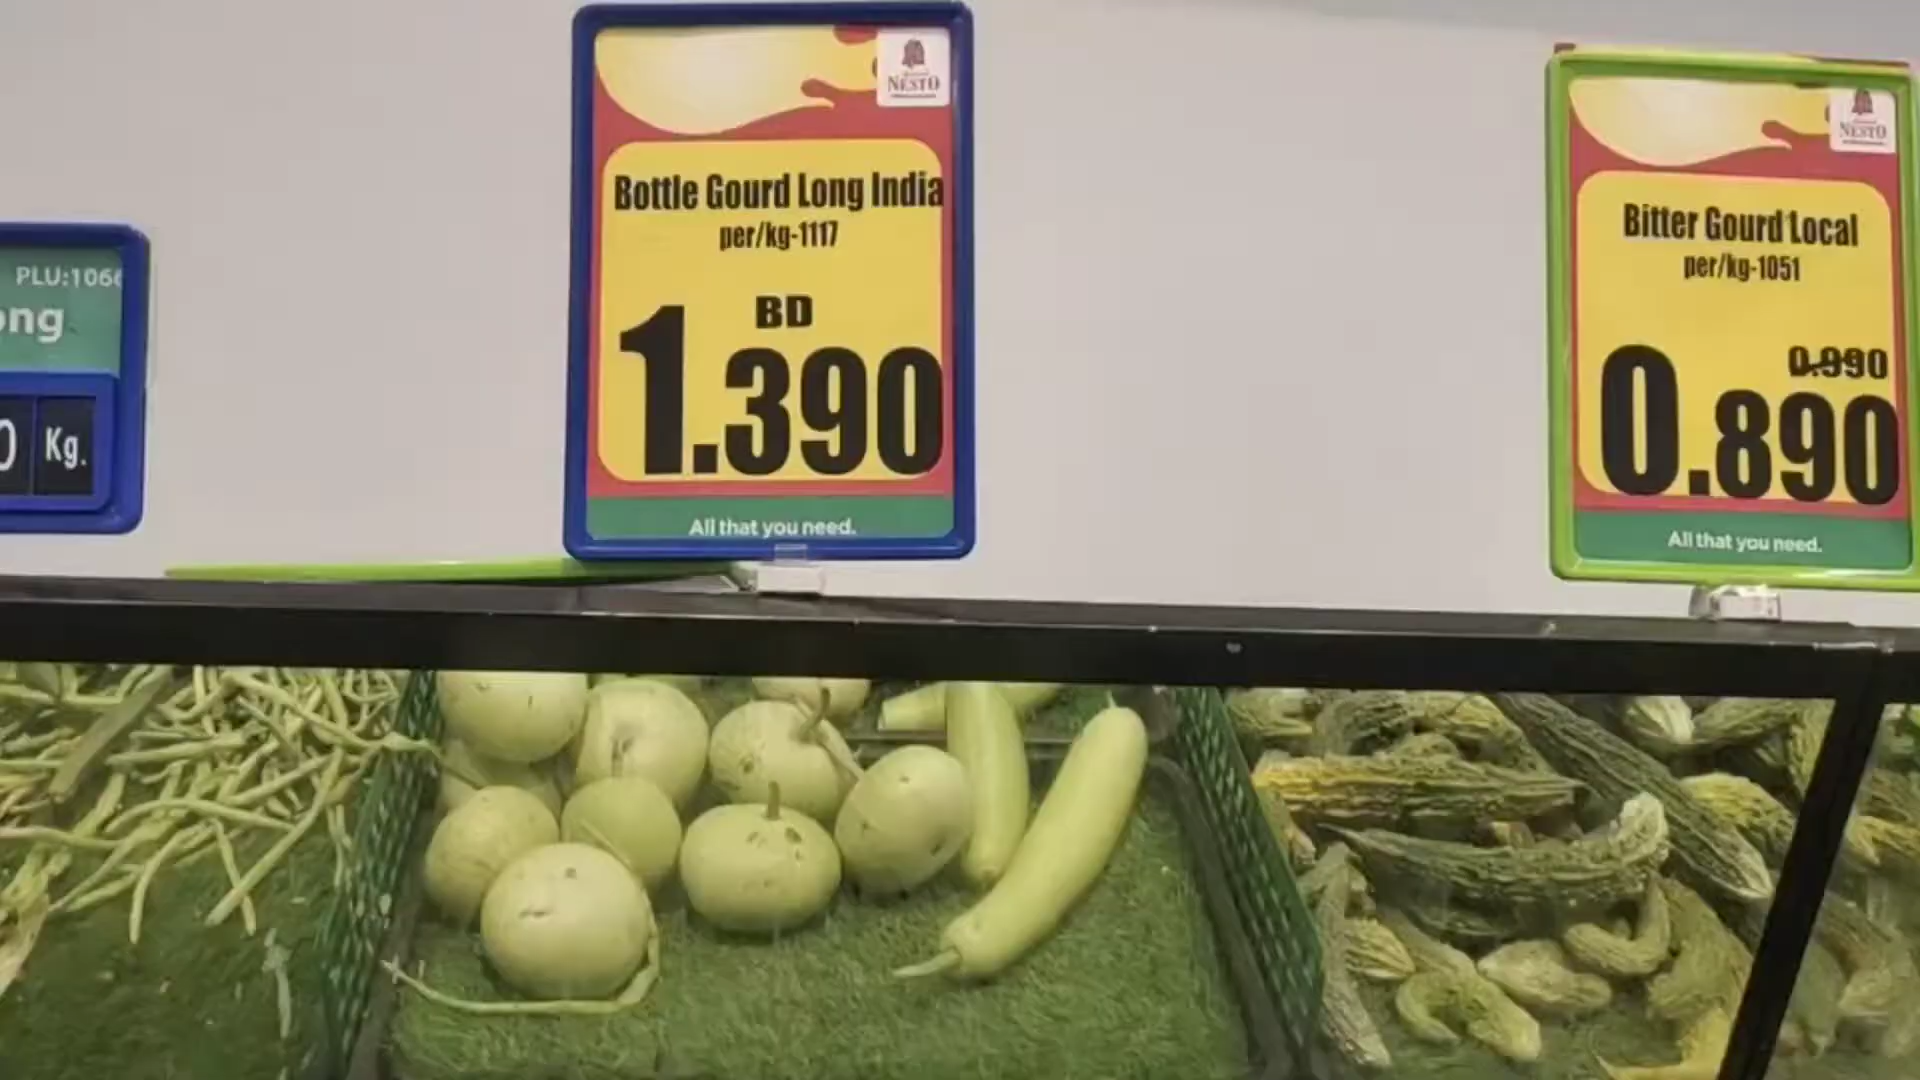 PLU:106
ong
0 Kg.
NESTO
Bottle Gourd Long India
per/kg-1117
BD
1.390
All that you need.
NESTO
Bitter Gourd Local
per/kg-1051
0.990
0.890
All that you need.